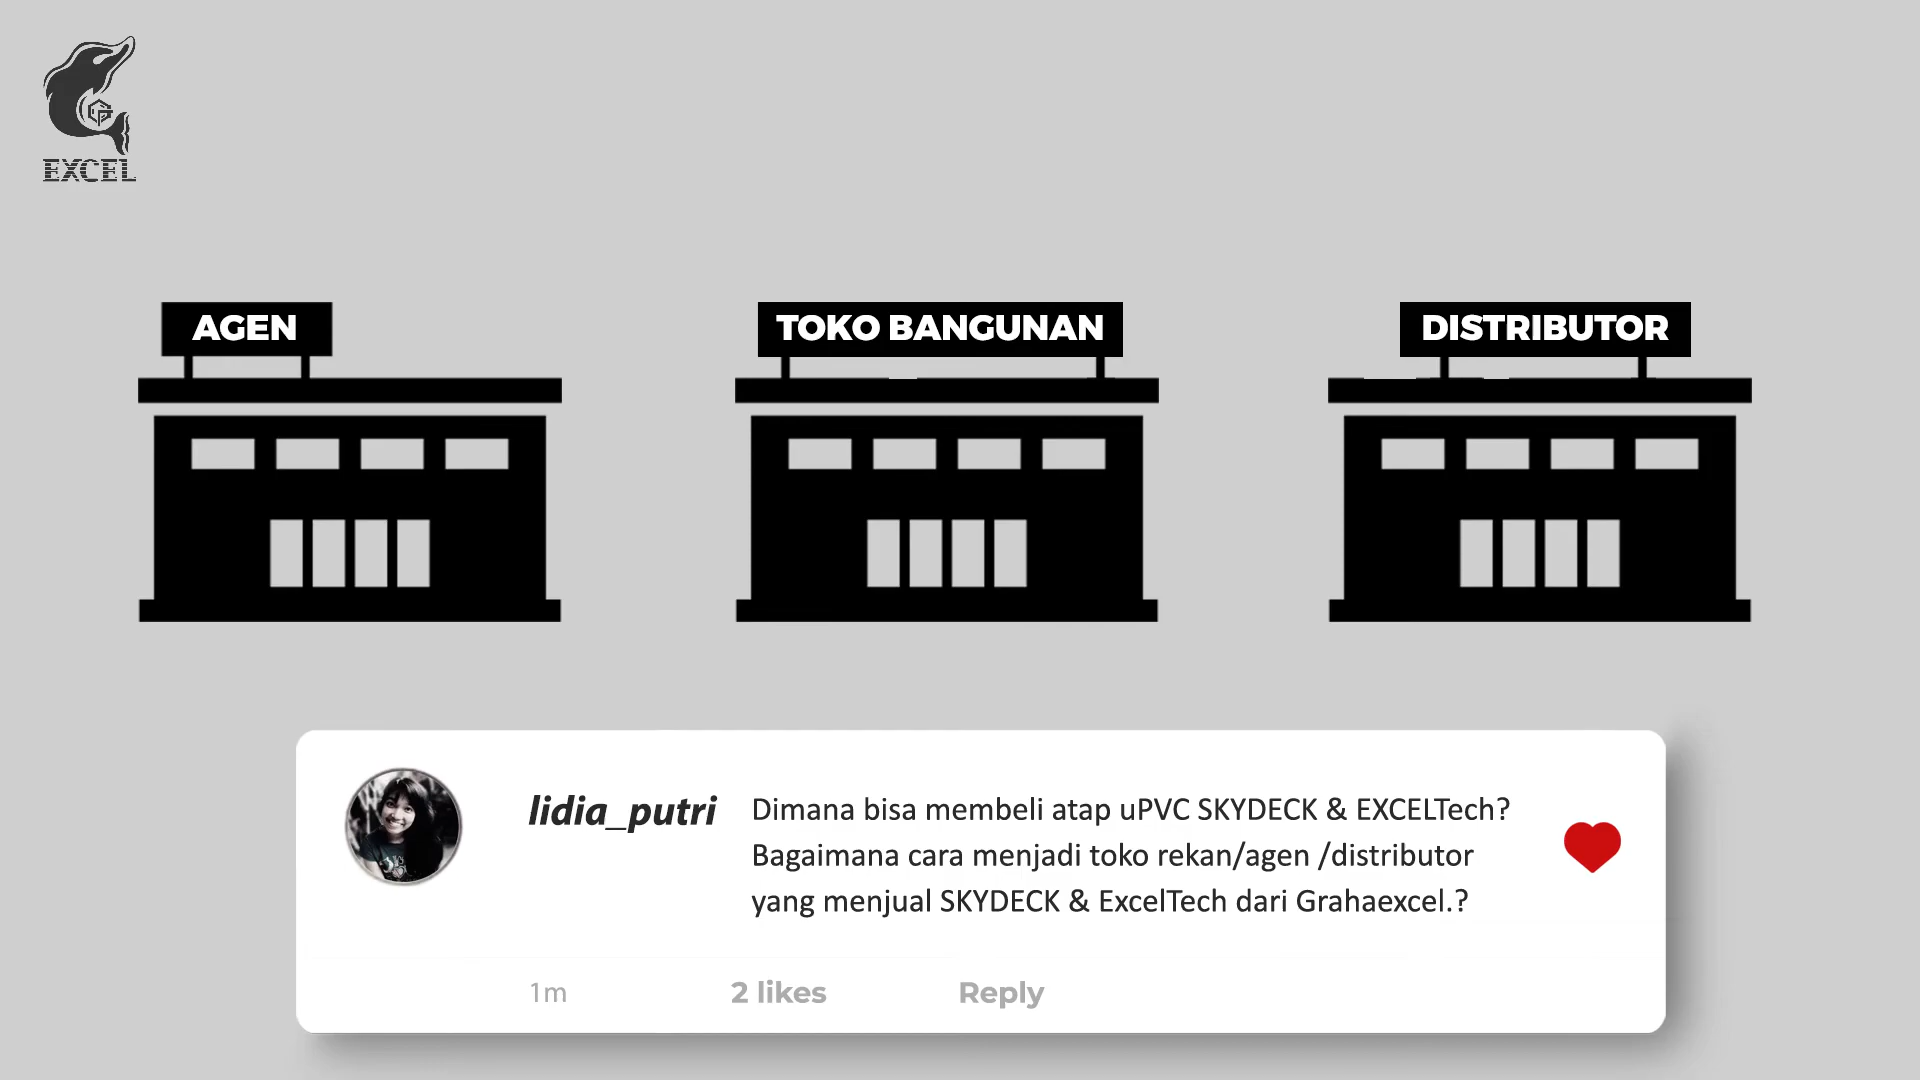 EXCEL
AGEN
TOKO BANGUNAN
DISTRIBUTOR
lidia_putri
Dimana bisa membeli atap uPVC SKYDECK & EXCELTech?
Bagaimana cara menjadi toko rekan/agen /distributor
yang menjual SKYDECK & ExcelTech dari Grahaexcel.?
1m
2 likes
Reply